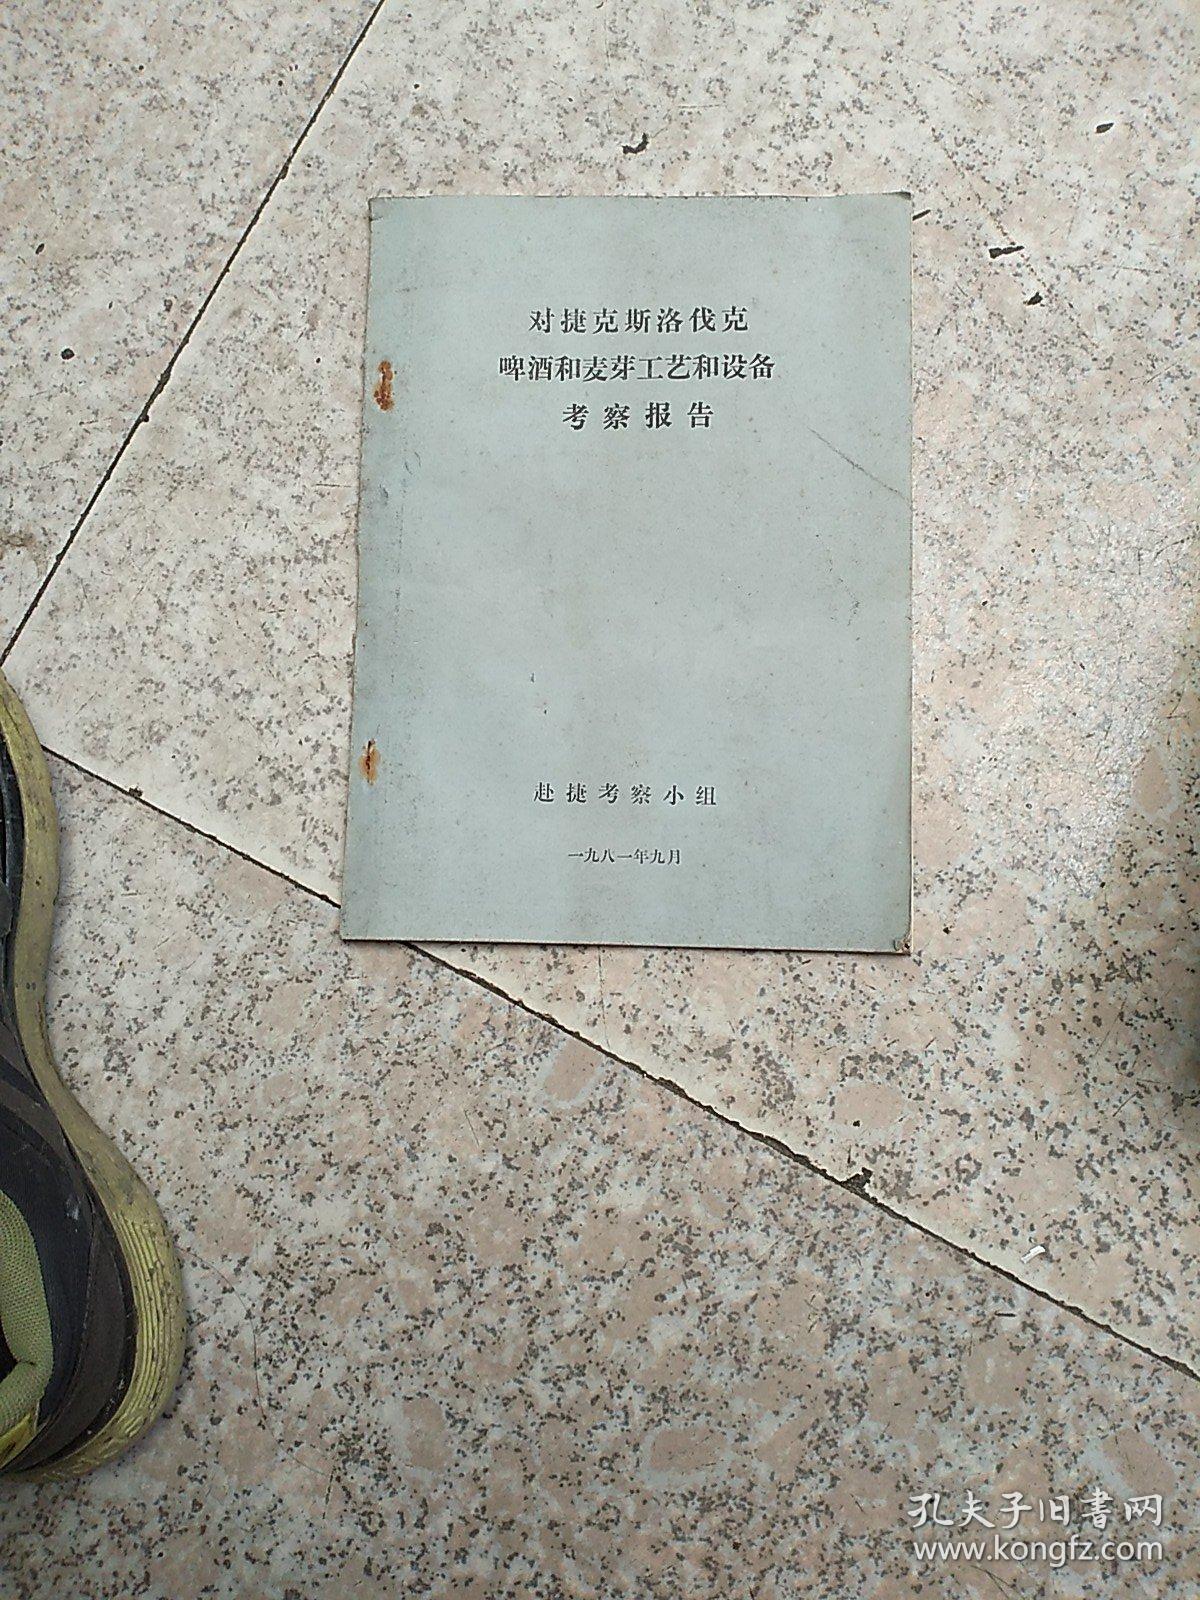 对捷克斯洛伐克
啤酒和麦芽工艺和设备
考察报告
赴捷考察小组
一九八一年九月
孔夫子旧書网
www.kongfz.com